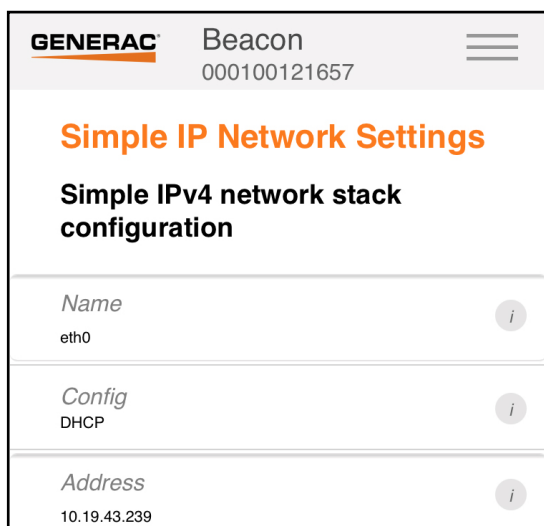 GENERAC
Beacon
000100121657
Simple IP Network Settings
Simple IPv4 network stack
configuration
Name
i
eth0
Config
i
DHCP
Address
i
10.19.43.239